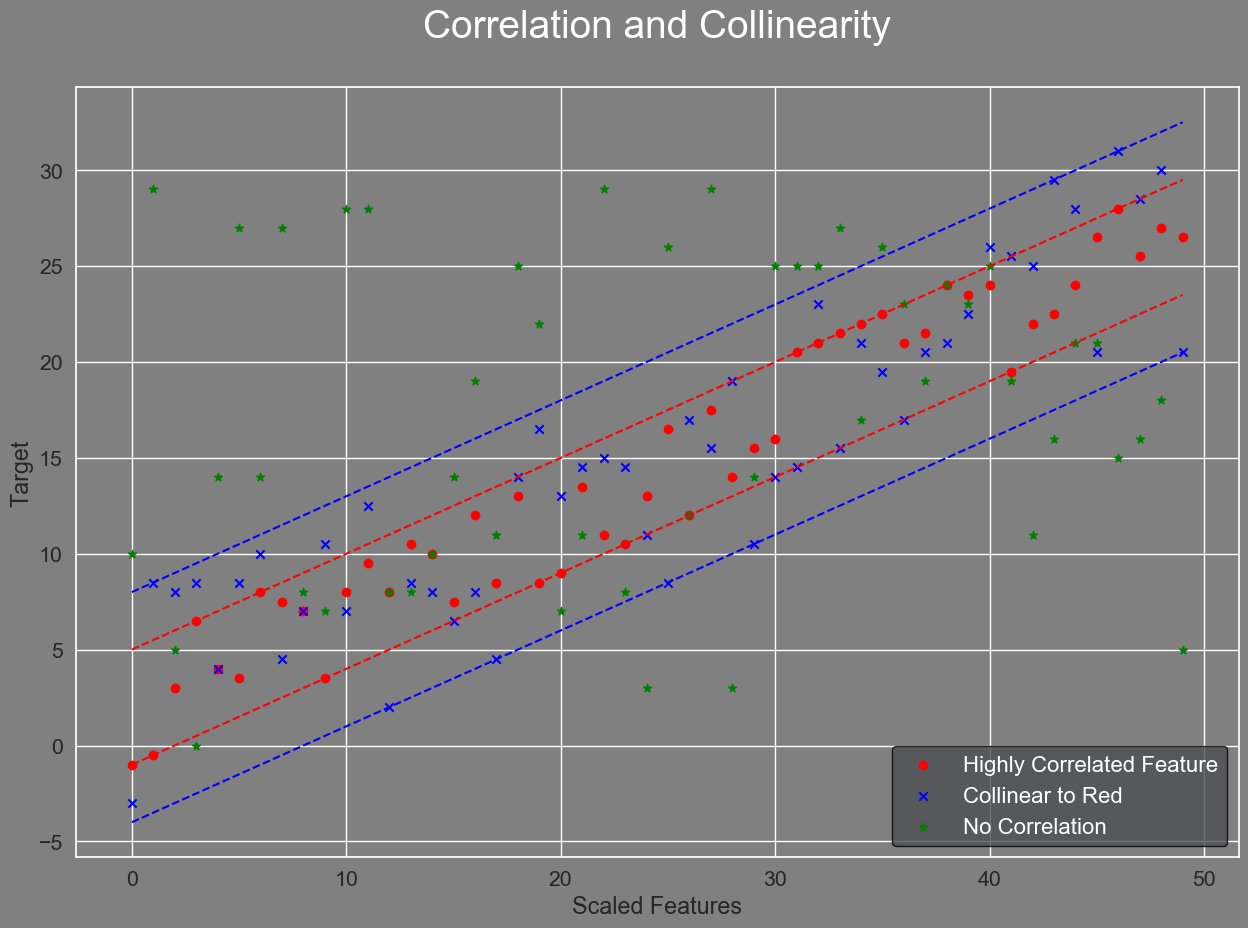 Correlation and Collinearity
30
25
20
15
10
5
0
−5
Target
0 10 20 30 40 50
Scaled Features
Highly Correlated Feature
Collinear to Red
No Correlation